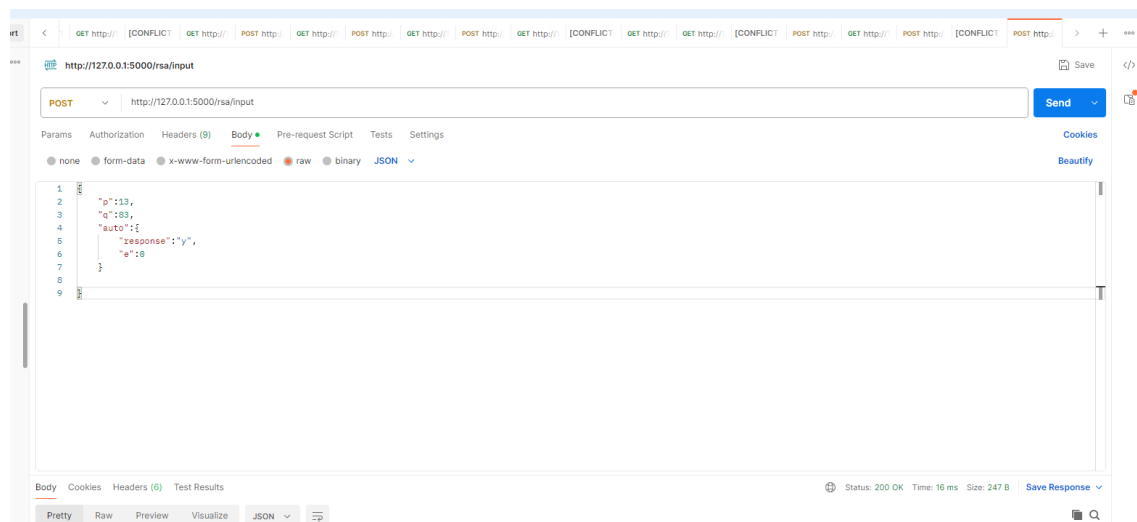 rt
GET http:// [CONFLICT GET http:// POST http: GET http:// POST http: GET http:// POST http: GET http:// [CONFLICT GET http:// GET http:// [CONFLICT POST http: GET http:// POST http: [CONFLICT POST http:
HTTP http://127.0.0.1:5000/rsa/input Save
POST http://127.0.0.1:5000/rsa/input Send
Params Authorization Headers (9) Body Pre-request Script Tests Settings Cookies
none form-data x-www-form-urlencoded raw binary JSON Beautify
1 {
2 "p":13,
3 "q":83,
4 "auto":{
5 "response":"y",
6 "e":0
7 }
8
9 }
Body Cookies Headers (6) Test Results Status: 200 OK Time: 16 ms Size: 247 B Save Response
Pretty Raw Preview Visualize JSON